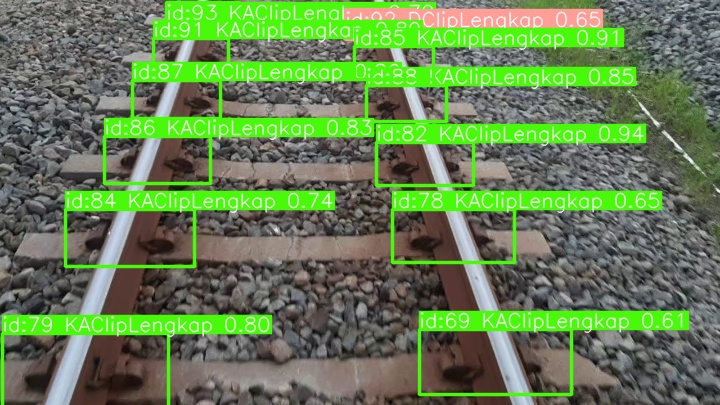 id:93 KAClipLengkap
id:92 DClipLengkap 0.65
id:91 KAClipLengkap
id:85 KAClipLengkap 0.91
id:87 KAClipLengkap
id:88 KAClipLengkap 0.85
id:86 KAClipLengkap 0.83
id:82 KAClipLengkap 0.94
id:84 KAClipLengkap 0.74
id:78 KAClipLengkap 0.65
id:79 KAClipLengkap 0.80
id:69 KAClipLengkap 0.61